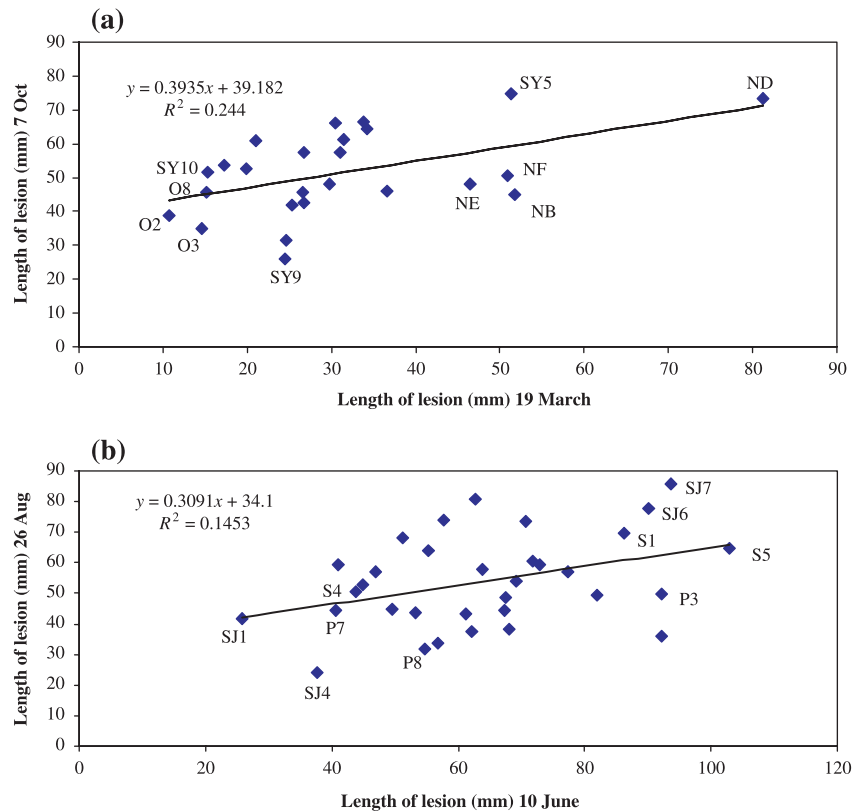 (a)
Length of lesion (mm) 7 Oct
90
80
70
60
50
40
30
20
10
0
y = 0.3935x + 39.182
R² = 0.244
SY5
ND
SY10
O8
NF
NE
NB
O2
O3
SY9
0 10 20 30 40 50 60 70 80 90
Length of lesion (mm) 19 March
(b)
Length of lesion (mm) 26 Aug
90
80
70
60
50
40
30
20
10
0
y = 0.3091x + 34.1
R² = 0.1453
SJ7
SJ6
S1
S5
S4
P3
P7
SJ1
P8
SJ4
0 20 40 60 80 100 120
Length of lesion (mm) 10 June